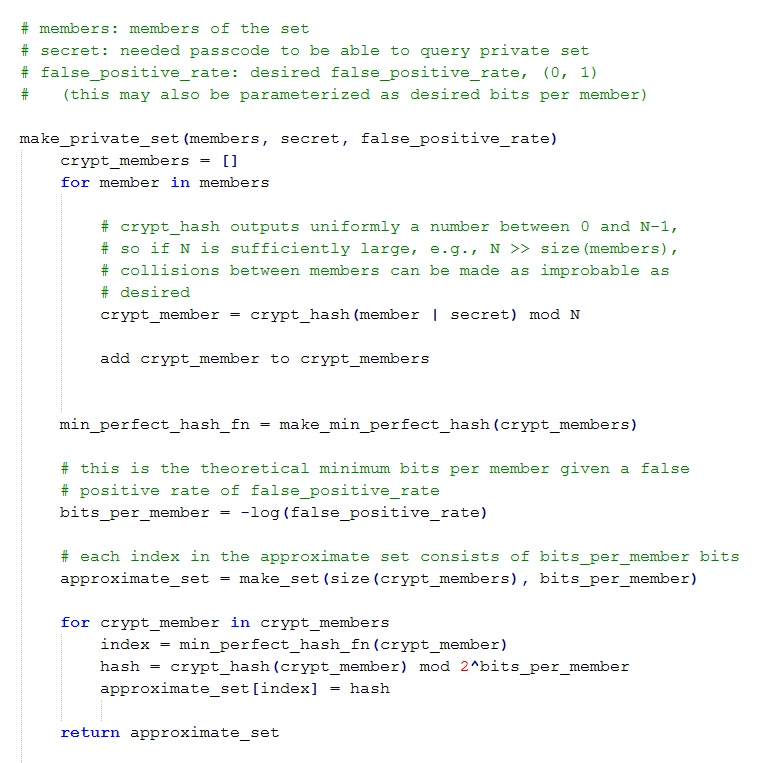 # members: members of the set
# secret: needed passcode to be able to query private set
# false_positive_rate: desired false_positive_rate, (0, 1)
#   (this may also be parameterized as desired bits per member)

make_private_set(members, secret, false_positive_rate)
    crypt_members = []
    for member in members

        # crypt_hash outputs uniformly a number between 0 and N-1,
        # so if N is sufficiently large, e.g., N >> size(members),
        # collisions between members can be made as improbable as
        # desired
        crypt_member = crypt_hash(member | secret) mod N

        add crypt_member to crypt_members


    min_perfect_hash_fn = make_min_perfect_hash(crypt_members)

    # this is the theoretical minimum bits per member given a false
    # positive rate of false_positive_rate
    bits_per_member = -log(false_positive_rate)

    # each index in the approximate set consists of bits_per_member bits
    approximate_set = make_set(size(crypt_members), bits_per_member)

    for crypt_member in crypt_members
        index = min_perfect_hash_fn(crypt_member)
        hash = crypt_hash(crypt_member) mod 2^bits_per_member
        approximate_set[index] = hash

    return approximate_set